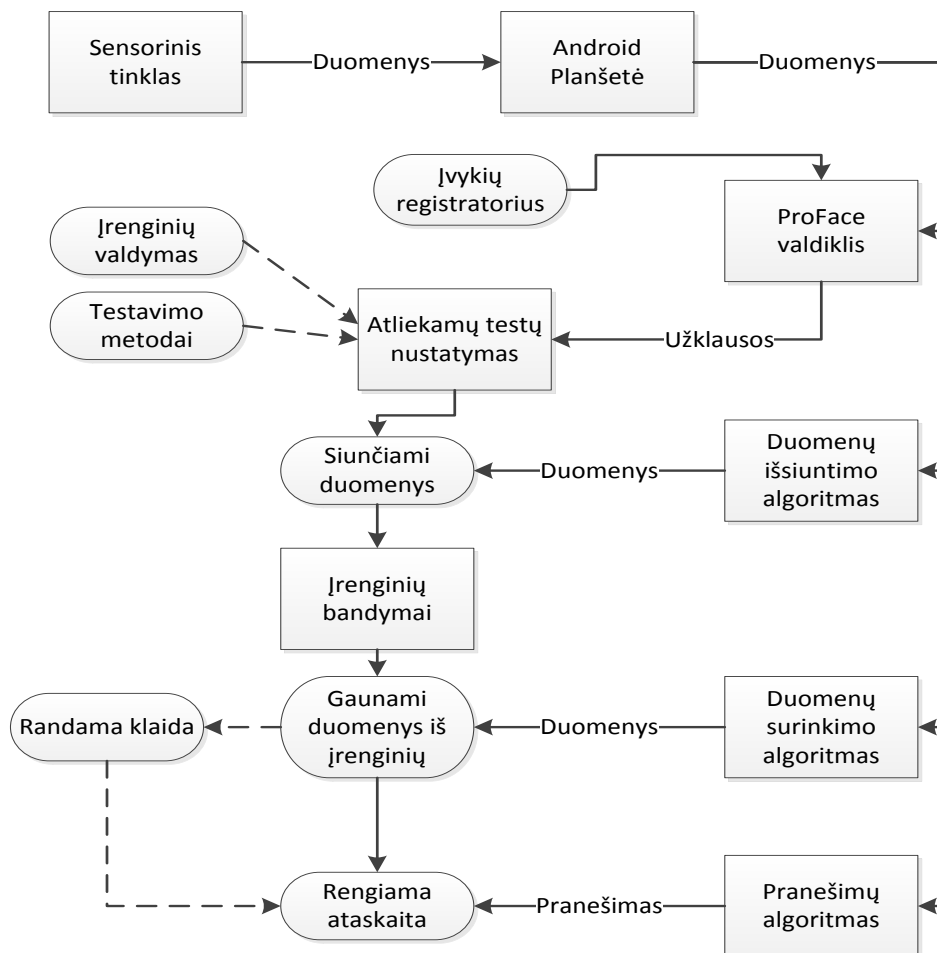 Sensorinis
tinklas
Duomenys
Android
Planšetė
Duomenys
Įvykių
registratorius
ProFace
valdiklis
Įrenginių
valdymas
Testavimo
metodai
Atliekamų testų
nustatymas
Užklausos
Siunčiami
duomenys
Duomenys
Duomenų
išsiuntimo
algoritmas
Įrenginių
bandymai
Randama klaida
Gaunami
duomenys iš
įrenginių
Duomenys
Duomenų
surinkimo
algoritmas
Rengiama
ataskaita
Pranešimas
Pranešimų
algoritmas